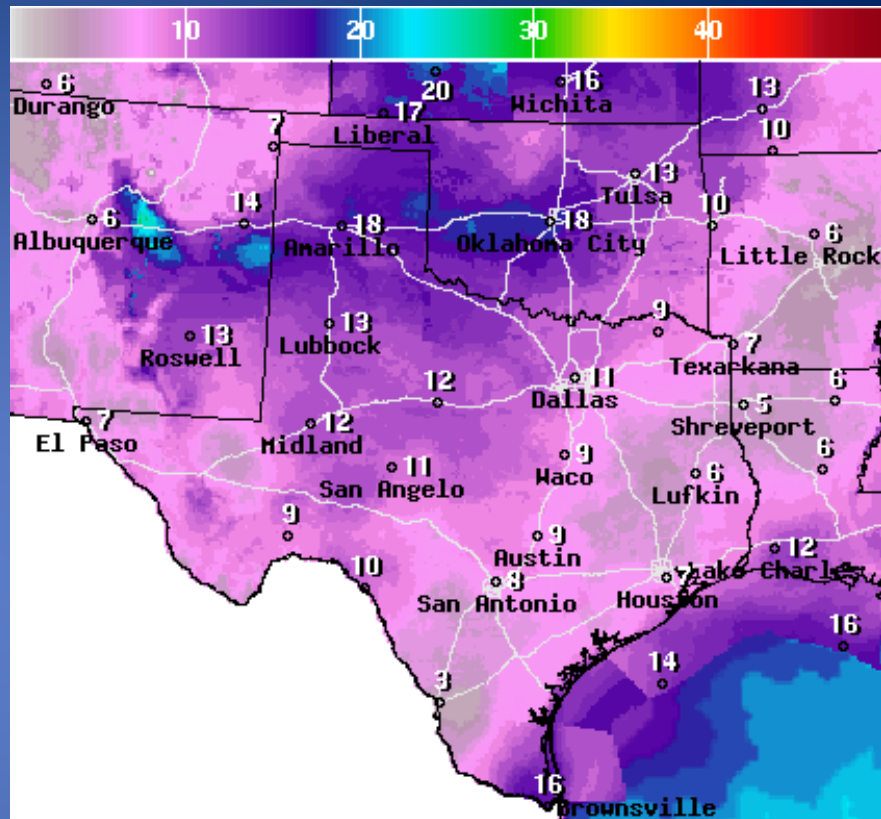 10 20 30 40
6 20 16 13
Durango Wichita
17
Liberal
7 10
13
Tulsa
14 10
6 18 18 6
Albuquerque Amarillo Oklahoma City Little Rock
9
13 13 7
Roswell Lubbock Texarkana
11
12 Dallas 6
5
7 12 Shreveport
El Paso Midland
11 9 6 6
San Angelo Waco Lufkin
9 9
Austin 12
10 8 Lake Charl
San Antonio Houston
16
14
3
16
Brownsville